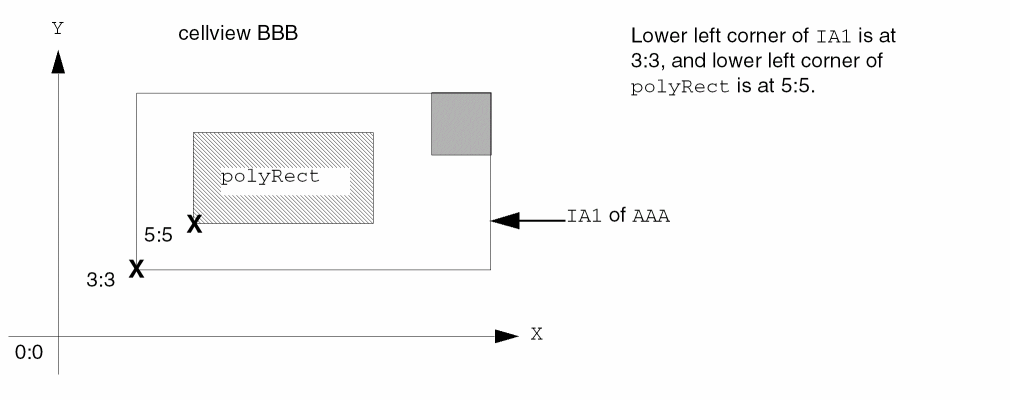 Y
cellview BBB
Lower left corner of IA1 is at
3:3, and lower left corner of
polyRect is at 5:5.
polyRect
X
5:5
IA1 of AAA
X
3:3
X
0:0